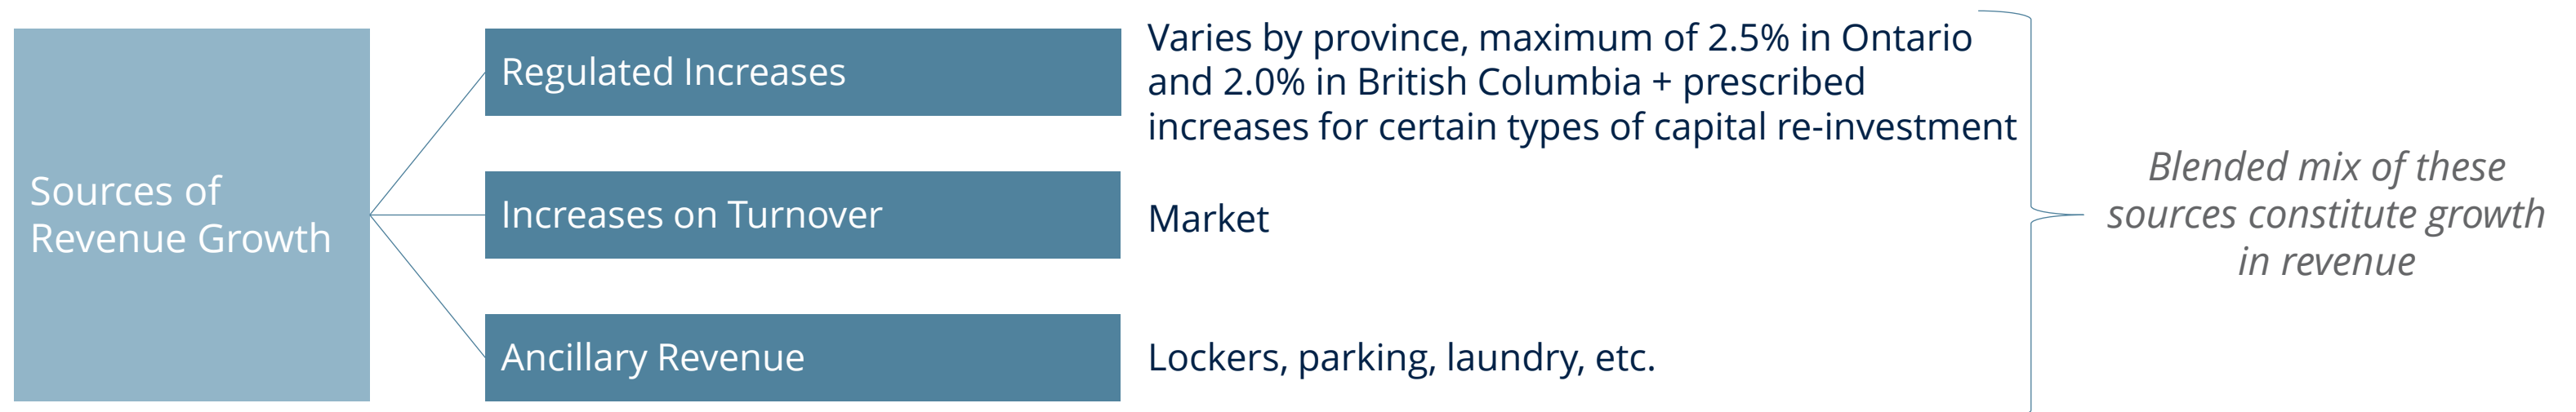 Sources of
Revenue Growth
Regulated Increases
Varies by province, maximum of 2.5% in Ontario
and 2.0% in British Columbia + prescribed
increases for certain types of capital re-investment
Increases on Turnover
Market
Ancillary Revenue
Lockers, parking, laundry, etc.
Blended mix of these
sources constitute growth
in revenue